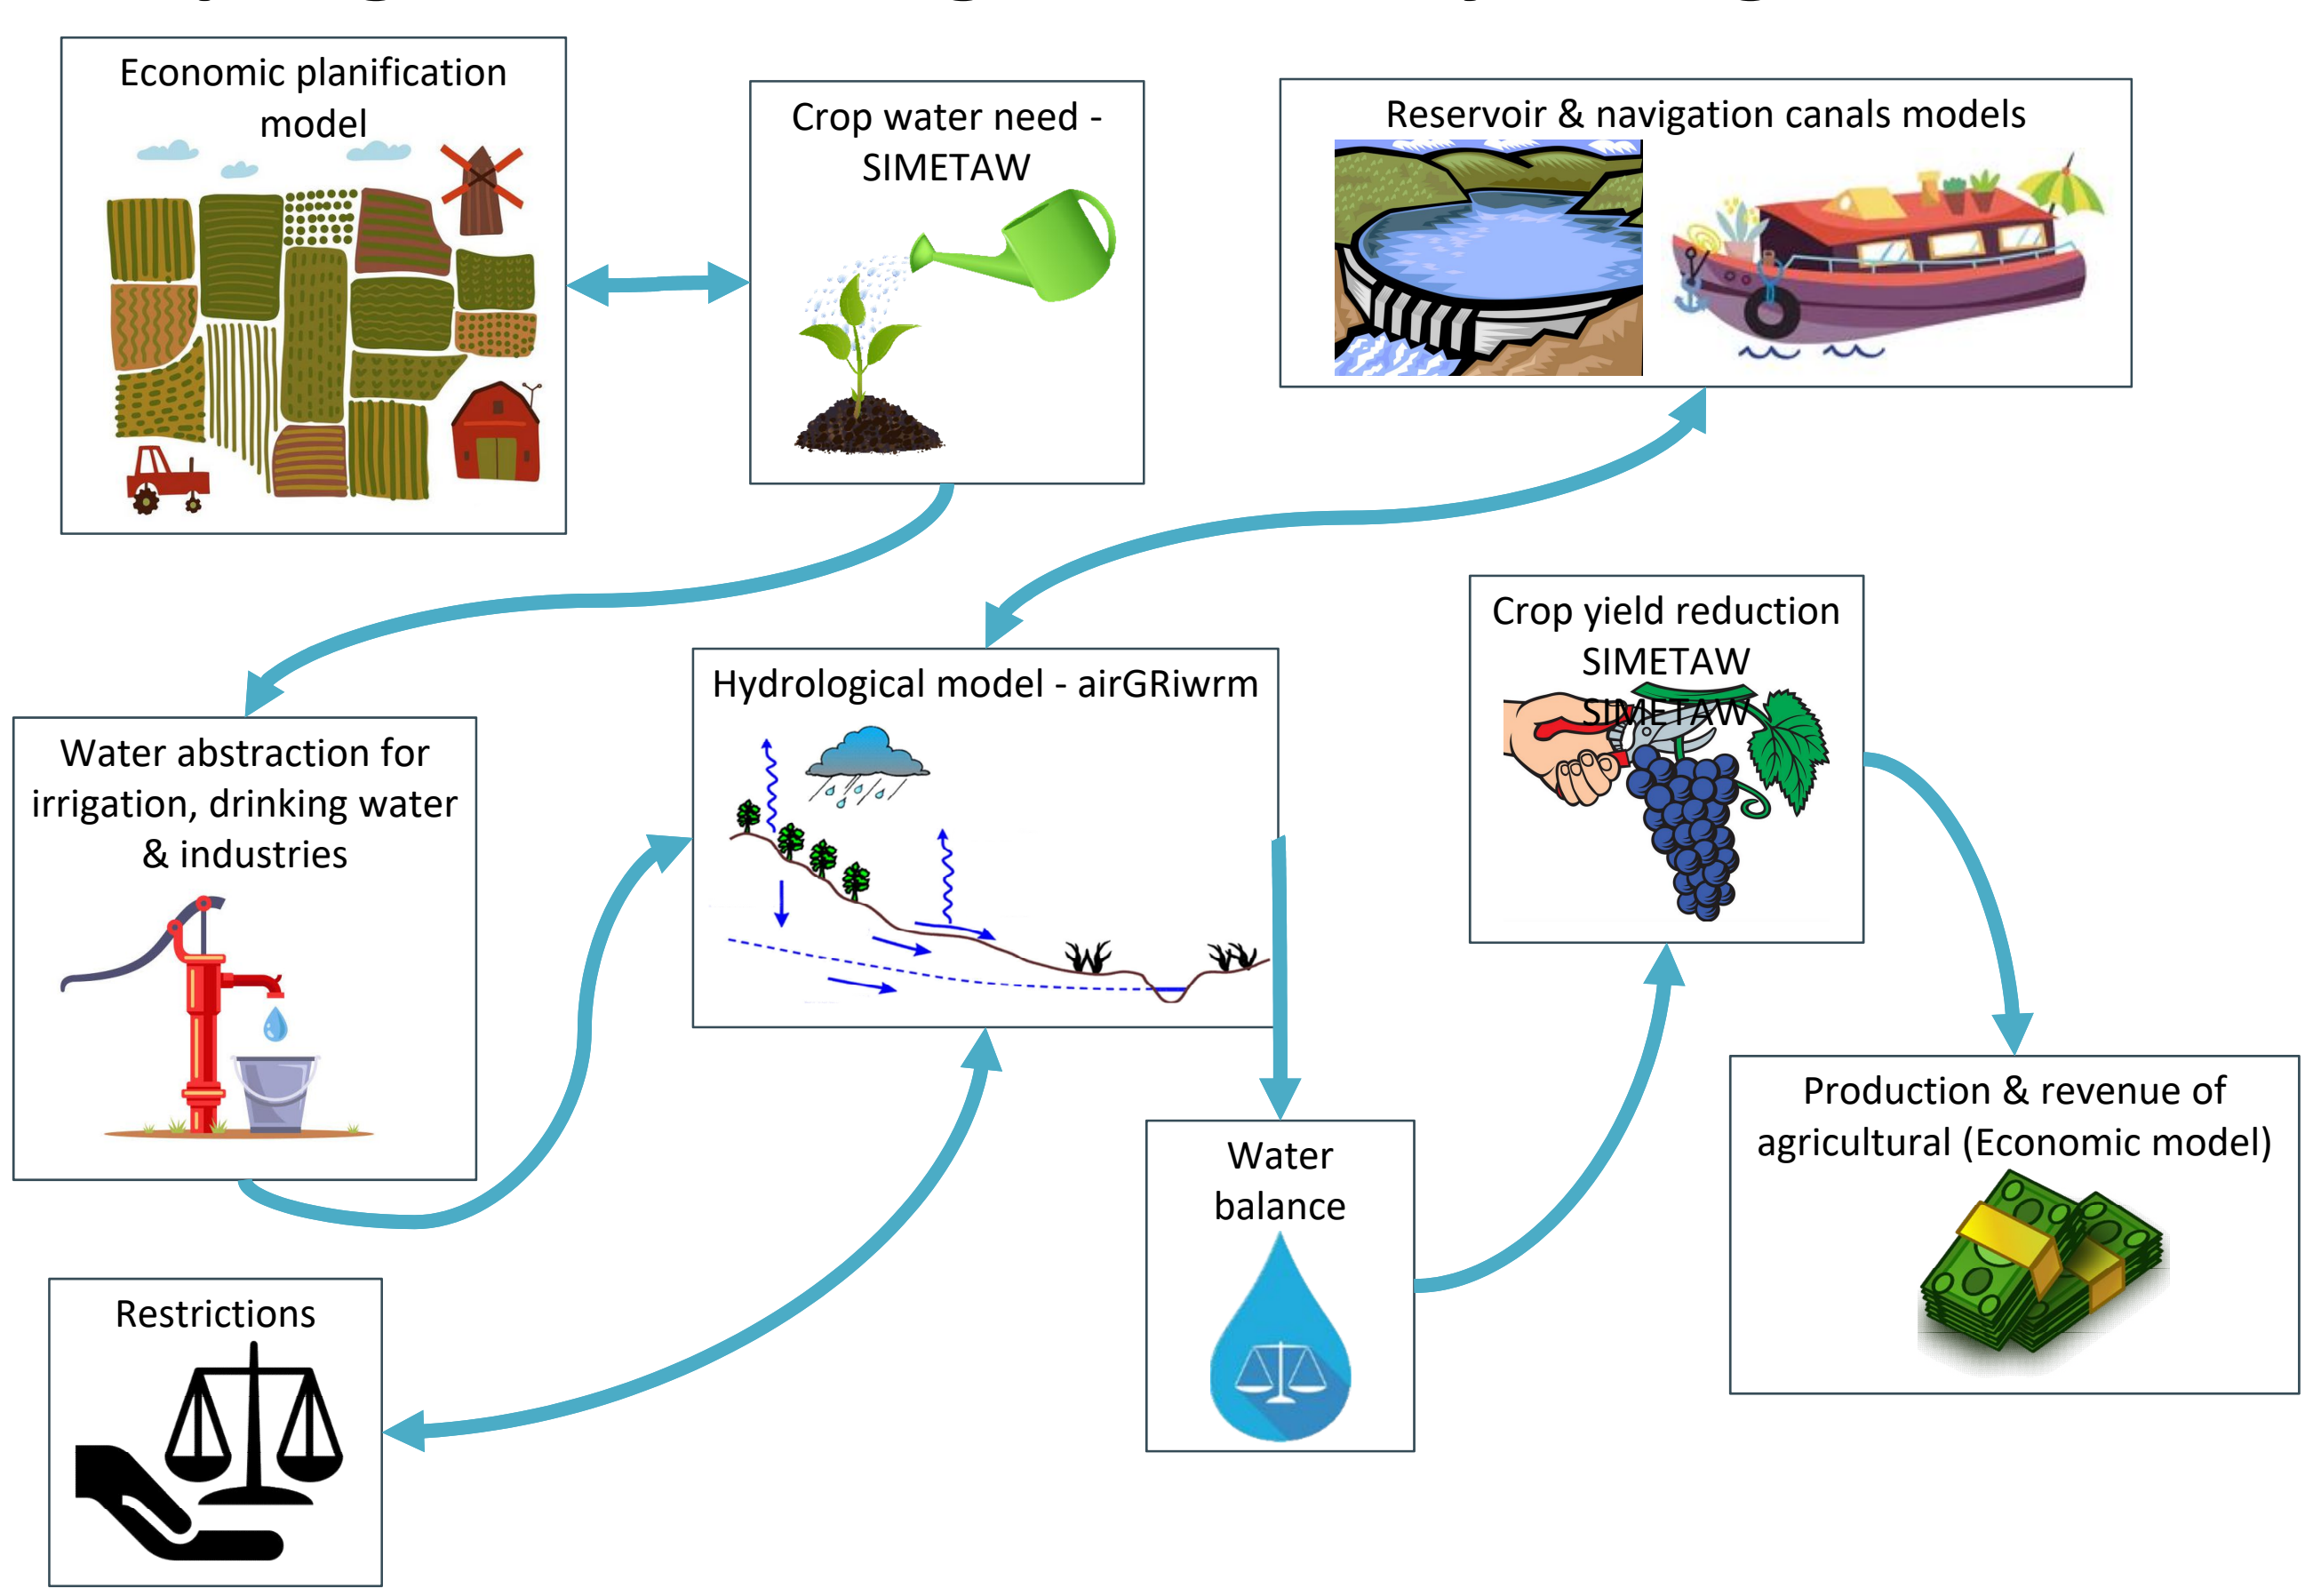 Economic planification
model
Crop water need -
SIMETAW
Reservoir & navigation canals models
Crop yield reduction
SIMETAW
SIMETAW
Hydrological model - airGRiwrm
Water abstraction for
irrigation, drinking water
& industries
Production & revenue of
agricultural (Economic model)
Water
balance
Restrictions